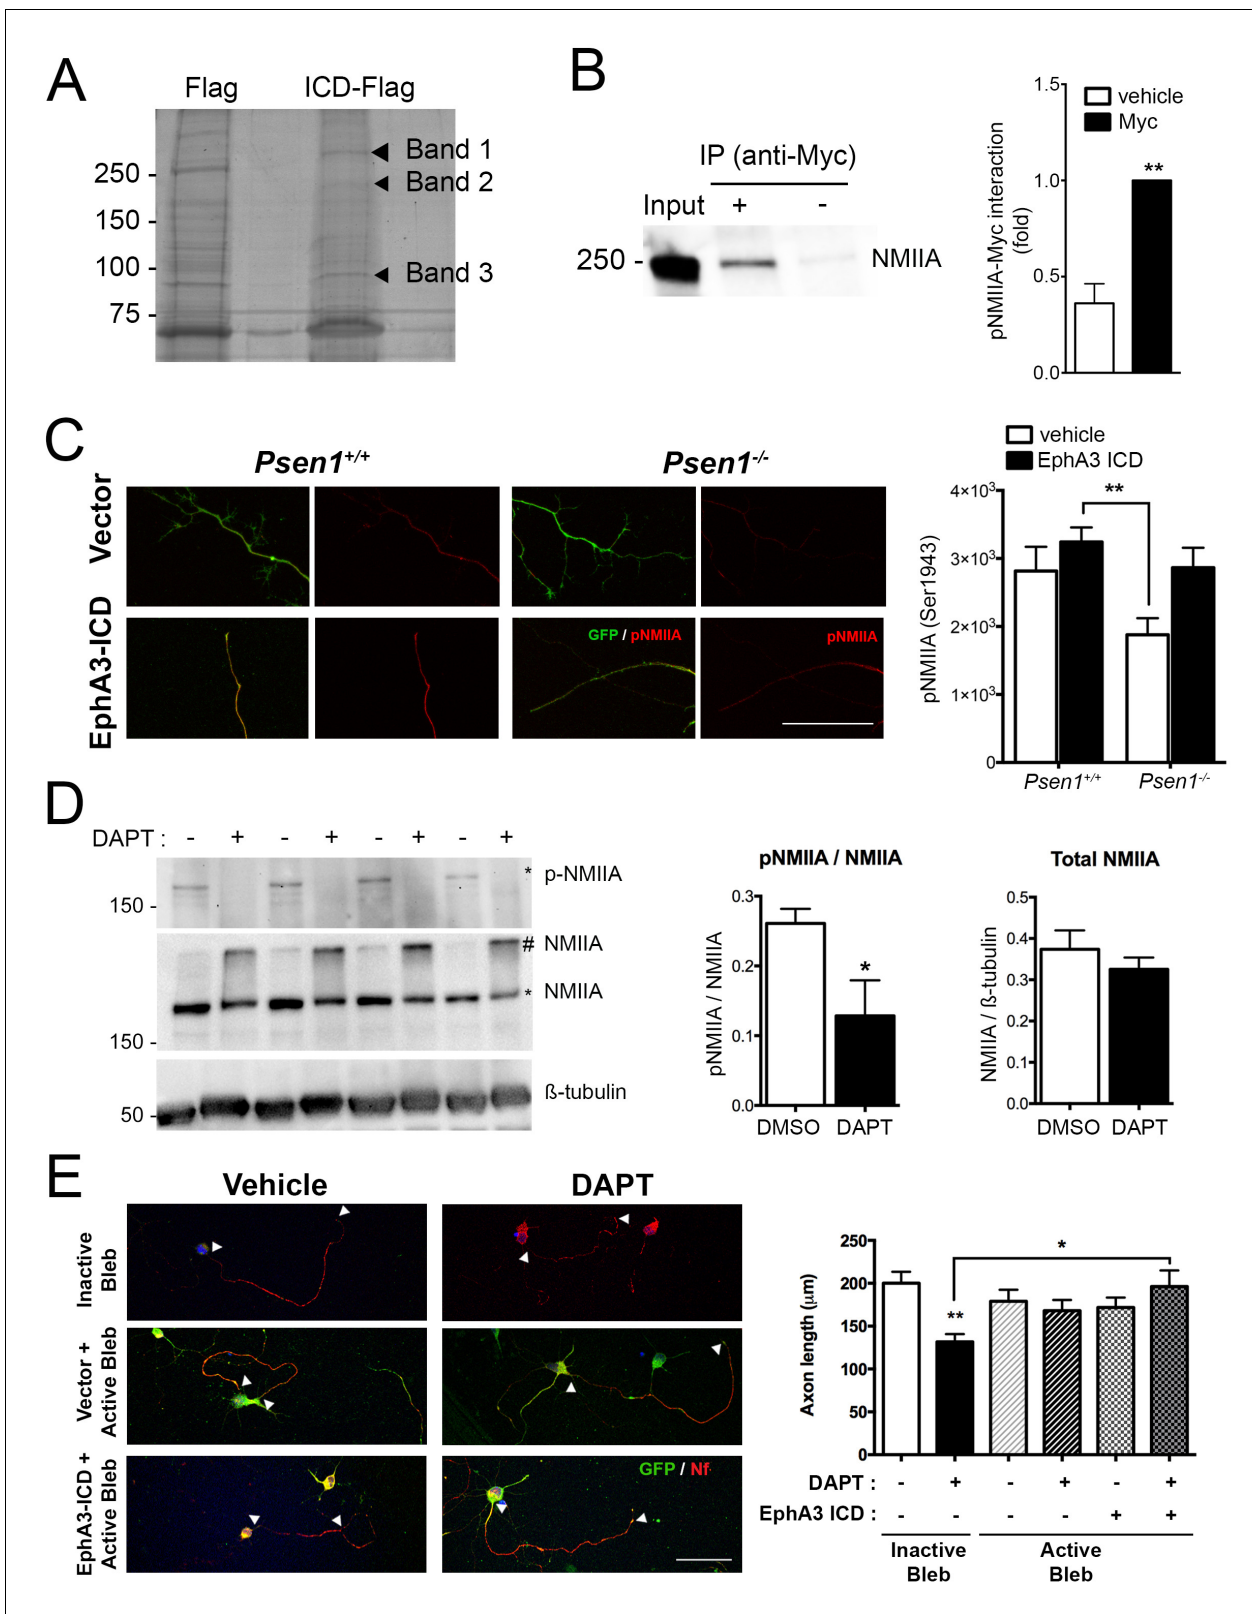 A
Flag
ICD-Flag
Band 1
Band 2
Band 3
250
150
100
75
B
IP (anti-Myc)
Input + -
250
NMIIA
vehicle
Myc
pNMIIA-Myc interaction
(fold)
1.5
1.0
0.5
0.0
**
C
Psen1+/+
Psen1-/-
Vector
EphA3-ICD
GFP / pNMIIA
pNMIIA
vehicle
EphA3 ICD
pNMIIA (Ser1943)
4×10³
3×10³
2×10³
1×10³
0
**
Psen1+/+
Psen1-/-
D
DAPT : - + - + - + - +
150
* p-NMIIA
# NMIIA
* NMIIA
150
50
ß-tubulin
pNMIIA / NMIIA
pNMIIA / NMIIA
0.3
0.2
0.1
0.0
*
DMSO DAPT
Total NMIIA
NMIIA / ß-tubulin
0.5
0.4
0.3
0.2
0.1
0.0
DMSO DAPT
E
Vehicle
DAPT
Inactive
Bleb
Vector +
Active Bleb
EphA3-ICD +
Active Bleb
GFP / Nf
Axon length (µm)
250
200
150
100
50
0
**
*
DAPT : - + - + - +
EphA3 ICD : - - - - + +
Inactive
Bleb
Active
Bleb